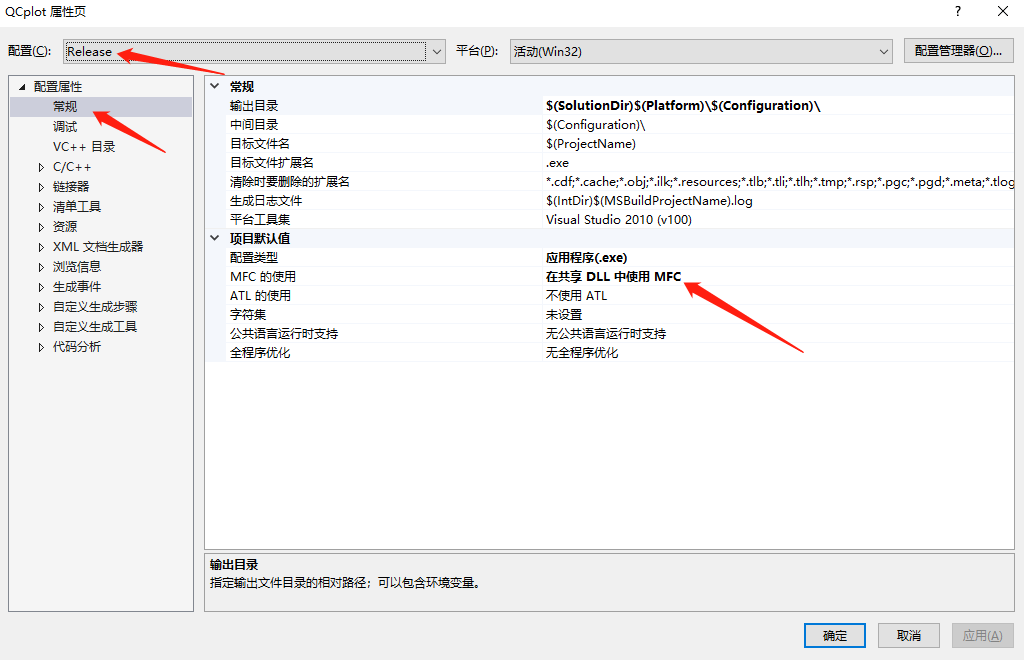 QCplot 属性页
?
配置(C): Release 平台(P): 活动(Win32) 配置管理器(O)...
配置属性
常规
调试
VC++ 目录
C/C++
链接器
清单工具
资源
XML 文档生成器
浏览信息
生成事件
自定义生成步骤
自定义生成工具
代码分析
常规
输出目录 $(SolutionDir)$(Platform)\$(Configuration)\
中间目录 $(Configuration)\
目标文件名 $(ProjectName)
目标文件扩展名 .exe
清除时要删除的扩展名 *.cdf;*.cache;*.obj;*.ilk;*.resources;*.tlb;*.tli;*.tlh;*.tmp;*.rsp;*.pgc;*.pgd;*.meta;*.tlog
生成日志文件 $(IntDir)$(MSBuildProjectName).log
平台工具集 Visual Studio 2010 (v100)
项目默认值
配置类型 应用程序(.exe)
MFC 的使用 在共享 DLL 中使用 MFC
ATL 的使用 不使用 ATL
字符集 未设置
公共语言运行时支持 无公共语言运行时支持
全程序优化 无全程序优化
输出目录
指定输出文件目录的相对路径；可以包含环境变量。
确定 取消 应用(A)